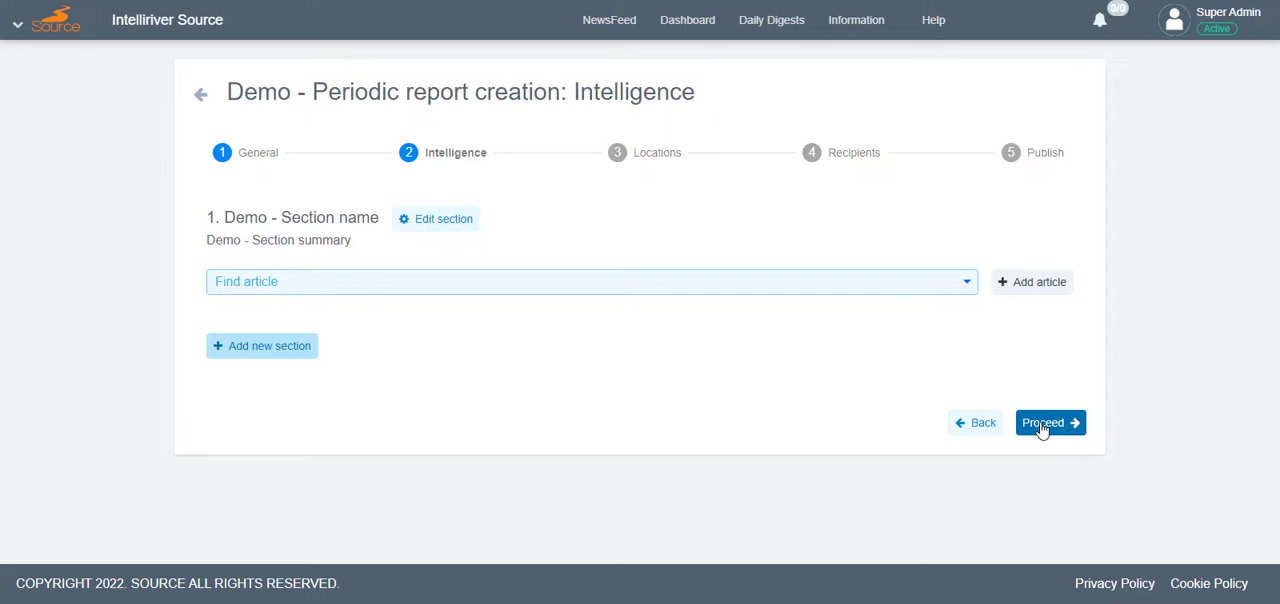 Source
Intelliriver Source
NewsFeed
Dashboard
Daily Digests
Information
Help
0/0
Super Admin
Active
Demo - Periodic report creation: Intelligence
1 General
2 Intelligence
3 Locations
4 Recipients
5 Publish
1. Demo - Section name
Edit section
Demo - Section summary
Find article
Add article
Add new section
Back
Proceed
COPYRIGHT 2022. SOURCE ALL RIGHTS RESERVED.
Privacy Policy
Cookie Policy